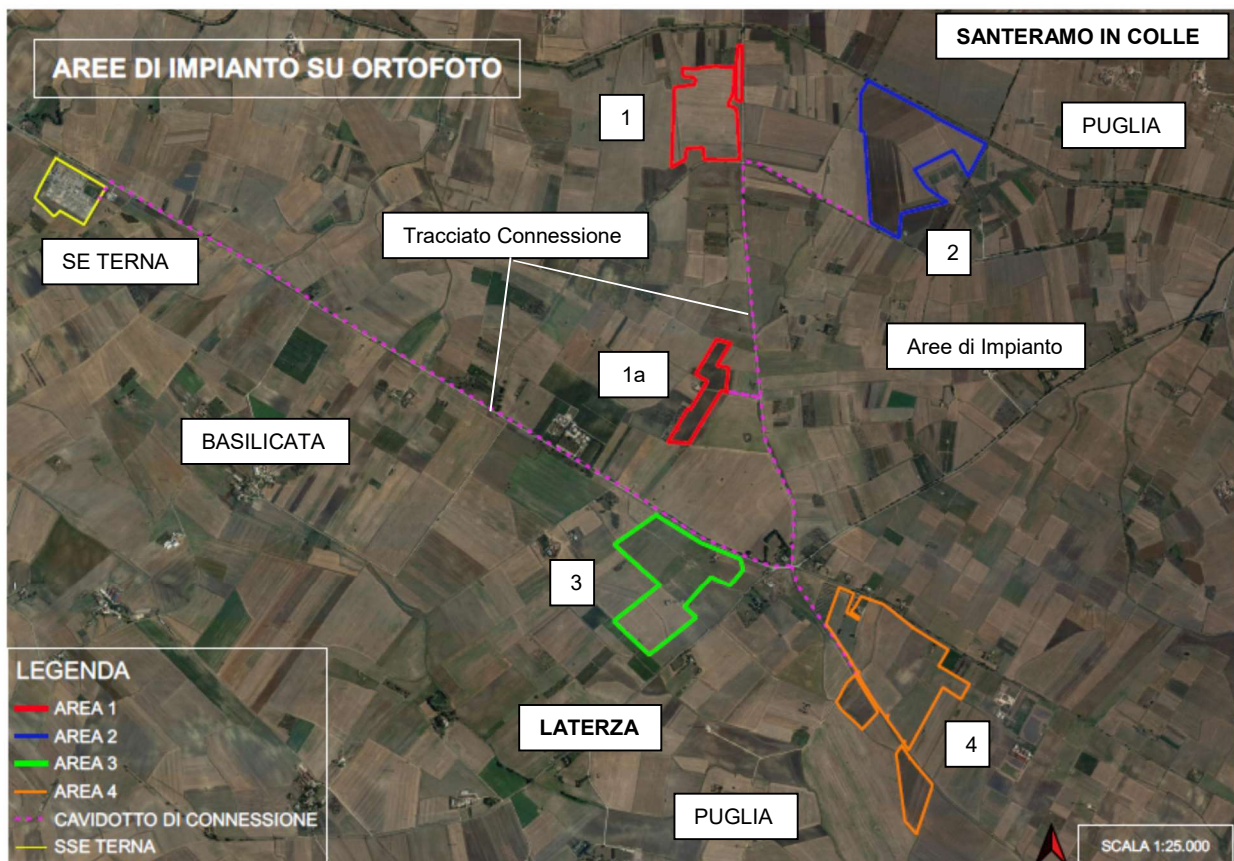 SANTERAMO IN COLLE
AREE DI IMPIANTO SU ORTOFOTO
1
PUGLIA
2
Tracciato Connessione
SE TERNA
Aree di Impianto
1a
BASILICATA
3
LATERZA
4
PUGLIA
LEGENDA
AREA 1
AREA 2
AREA 3
AREA 4
CAVIDOTTO DI CONNESSIONE
SSE TERNA
SCALA 1:25.000